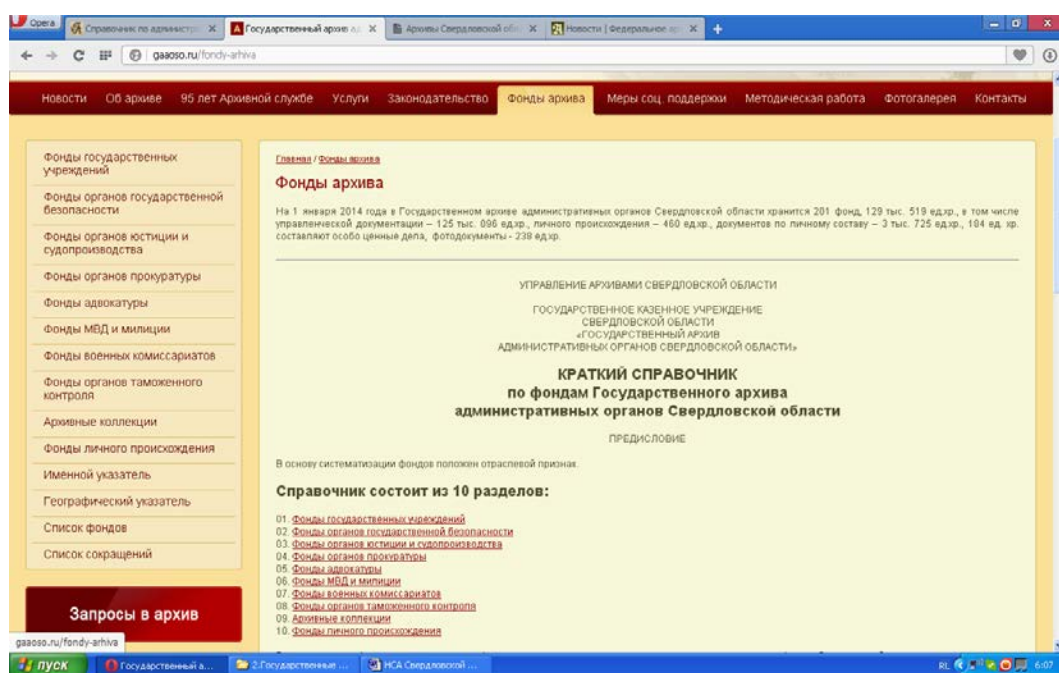 Opera
Справочник по администр
Государственный архив ад
Архивы Свердловской обл
Новости | Федеральное ар
gaaoso.ru/fondy-arhiva
Новости Об архиве 95 лет Архивной службе Услуги Законодательство Фонды архива Меры соц. поддержки Методическая работа Фотогалерея Контакты
Фонды государственных
учреждений
Фонды органов государственной
безопасности
Фонды органов юстиции и
судопроизводства
Фонды органов прокуратуры
Фонды адвокатуры
Фонды МВД и милиции
Фонды военных комиссариатов
Фонды органов таможенного
контроля
Архивные коллекции
Фонды личного происхождения
Именной указатель
Географический указатель
Список фондов
Список сокращений
Запросы в архив
Главная / Фонды архива
Фонды архива
На 1 января 2014 года в Государственном архиве административных органов Свердловской области хранится 201 фонд, 129 тыс. 519 ед.хр., в том числе
управленческой документации – 125 тыс. 096 ед.хр., личного происхождения – 460 ед.хр., документов по личному составу – 3 тыс. 725 ед.хр., 184 ед. хр.
составляют особо ценные дела, фотодокументы - 238 ед.хр.
УПРАВЛЕНИЕ АРХИВАМИ СВЕРДЛОВСКОЙ ОБЛАСТИ
ГОСУДАРСТВЕННОЕ КАЗЕННОЕ УЧРЕЖДЕНИЕ
СВЕРДЛОВСКОЙ ОБЛАСТИ
«ГОСУДАРСТВЕННЫЙ АРХИВ
АДМИНИСТРАТИВНЫХ ОРГАНОВ СВЕРДЛОВСКОЙ ОБЛАСТИ»
КРАТКИЙ СПРАВОЧНИК
по фондам Государственного архива
административных органов Свердловской области
ПРЕДИСЛОВИЕ
В основу систематизации фондов положен отраслевой признак.
Справочник состоит из 10 разделов:
01. Фонды государственных учреждений
02. Фонды органов государственной безопасности
03. Фонды органов юстиции и судопроизводства
04. Фонды органов прокуратуры
05. Фонды адвокатуры
06. Фонды МВД и милиции
07. Фонды военных комиссариатов
08. Фонды органов таможенного контроля
09. Архивные коллекции
10. Фонды личного происхождения
gaaoso.ru/fondy-arhiva
пуск
Государственный а...
2.Государственные ...
НСА Свердловской ...
RL 6:07